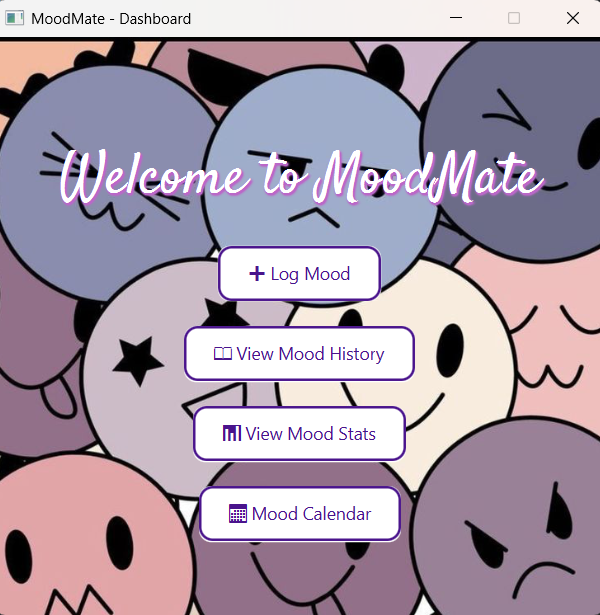 MoodMate - Dashboard
Welcome to MoodMate
Log Mood
View Mood History
View Mood Stats
Mood Calendar